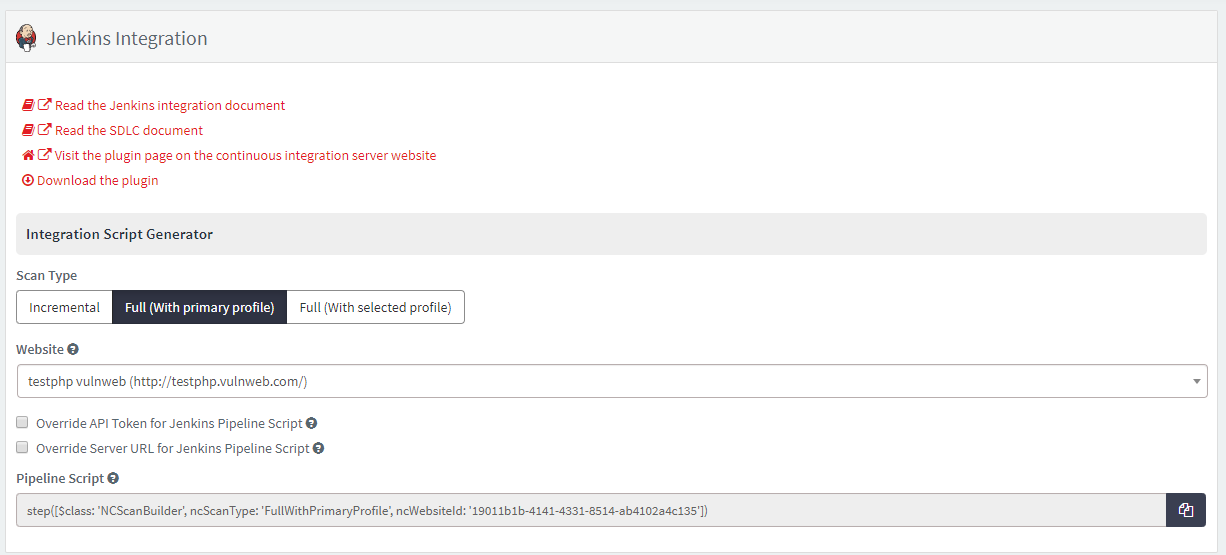 Jenkins Integration
Read the Jenkins integration document
Read the SDLC document
Visit the plugin page on the continuous integration server website
Download the plugin
Integration Script Generator
Scan Type
Incremental Full (With primary profile) Full (With selected profile)
Website
testphp vulnweb (http://testphp.vulnweb.com/)
Override API Token for Jenkins Pipeline Script
Override Server URL for Jenkins Pipeline Script
Pipeline Script
step([$class: 'NCScanBuilder', ncScanType: 'FullWithPrimaryProfile', ncWebsiteId: '19011b1b-4141-4331-8514-ab4102a4c135'])